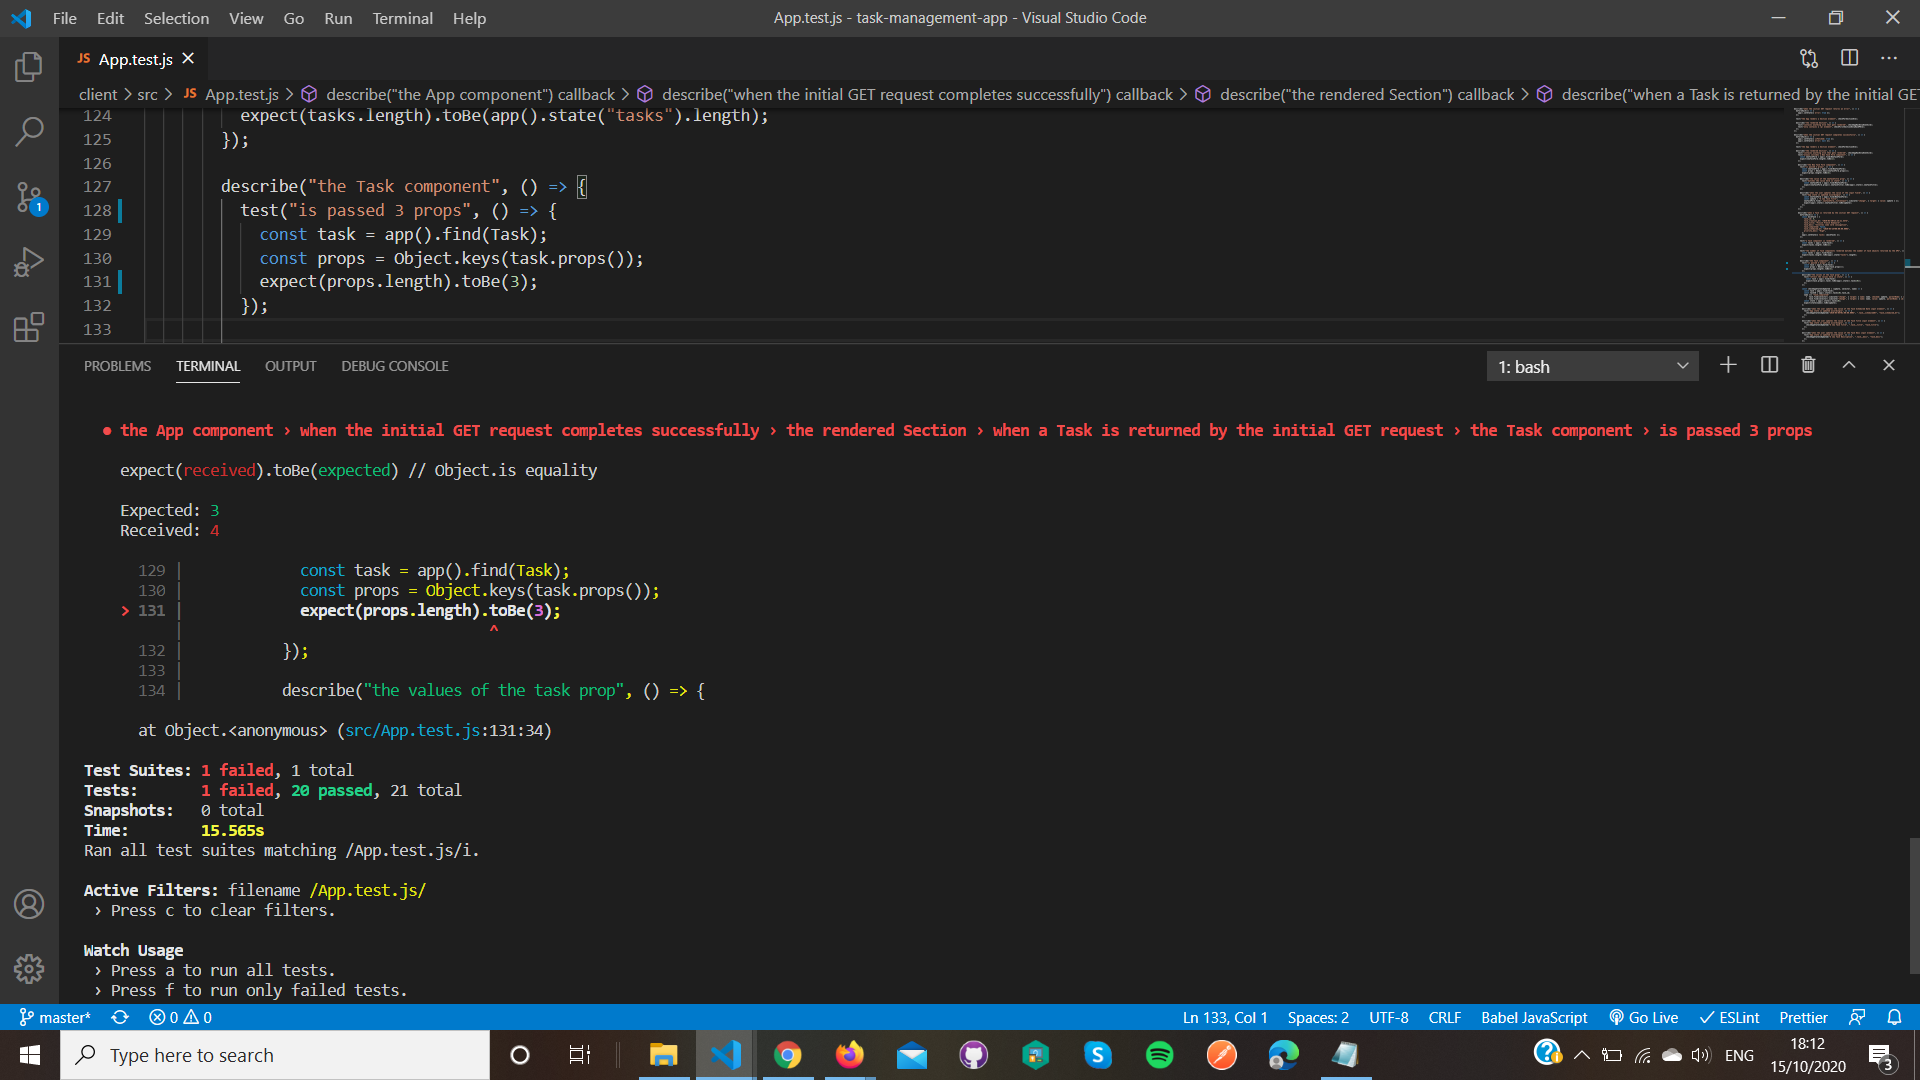 File Edit Selection View Go Run Terminal Help
App.test.js - task-management-app - Visual Studio Code
JS App.test.js
client > src > JS App.test.js > describe("the App component") callback > describe("when the initial GET request completes successfully") callback > describe("the rendered Section") callback > describe("when a Task is returned by the initial GET
124 expect(tasks.length).toBe(app().state("tasks").length);
125 });
126
127 describe("the Task component", () => {
128 test("is passed 3 props", () => {
129 const task = app().find(Task);
130 const props = Object.keys(task.props());
131 expect(props.length).toBe(3);
132 });
133
PROBLEMS TERMINAL OUTPUT DEBUG CONSOLE
1: bash
● the App component › when the initial GET request completes successfully › the rendered Section › when a Task is returned by the initial GET request › the Task component › is passed 3 props
expect(received).toBe(expected) // Object.is equality
Expected: 3
Received: 4
129 | const task = app().find(Task);
130 | const props = Object.keys(task.props());
> 131 | expect(props.length).toBe(3);
| ^
132 | });
133 |
134 | describe("the values of the task prop", () => {
at Object.<anonymous> (src/App.test.js:131:34)
Test Suites: 1 failed, 1 total
Tests: 1 failed, 20 passed, 21 total
Snapshots: 0 total
Time: 15.565s
Ran all test suites matching /App.test.js/i.
Active Filters: filename /App.test.js/
› Press c to clear filters.
Watch Usage
› Press a to run all tests.
› Press f to run only failed tests.
1
master* 0 0
Ln 133, Col 1 Spaces: 2 UTF-8 CRLF Babel JavaScript Go Live ESLint Prettier
Type here to search
ENG
18:12
15/10/2020
3